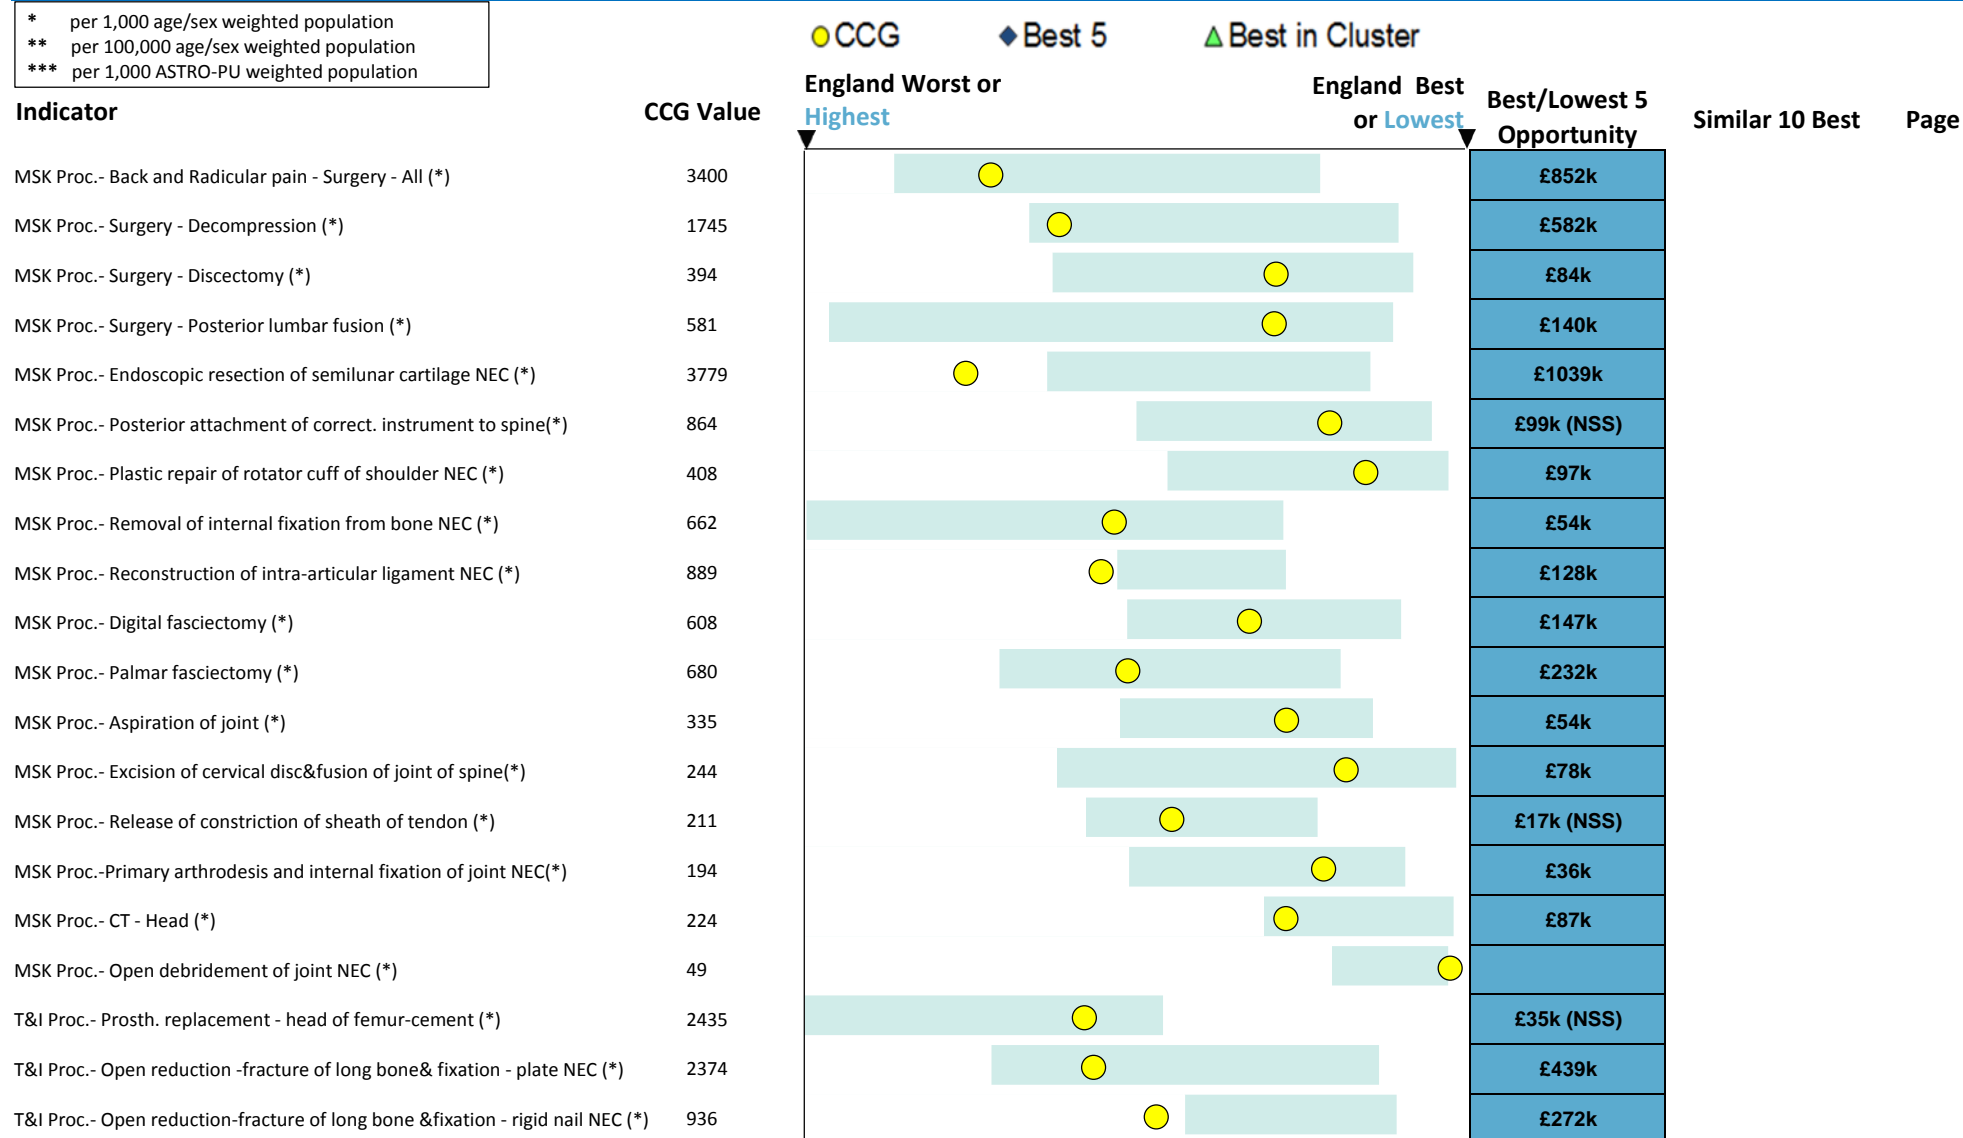 * per 1,000 age/sex weighted population
** per 100,000 age/sex weighted population
*** per 1,000 ASTRO-PU weighted population
CCG Best 5 Best in Cluster
Indicator CCG Value England Worst or Highest England Best or Lowest Best/Lowest 5 Opportunity Similar 10 Best Page
MSK Proc.- Back and Radicular pain - Surgery - All (*) 3400 £852k
MSK Proc.- Surgery - Decompression (*) 1745 £582k
MSK Proc.- Surgery - Discectomy (*) 394 £84k
MSK Proc.- Surgery - Posterior lumbar fusion (*) 581 £140k
MSK Proc.- Endoscopic resection of semilunar cartilage NEC (*) 3779 £1039k
MSK Proc.- Posterior attachment of correct. instrument to spine(*) 864 £99k (NSS)
MSK Proc.- Plastic repair of rotator cuff of shoulder NEC (*) 408 £97k
MSK Proc.- Removal of internal fixation from bone NEC (*) 662 £54k
MSK Proc.- Reconstruction of intra-articular ligament NEC (*) 889 £128k
MSK Proc.- Digital fasciectomy (*) 608 £147k
MSK Proc.- Palmar fasciectomy (*) 680 £232k
MSK Proc.- Aspiration of joint (*) 335 £54k
MSK Proc.- Excision of cervical disc&fusion of joint of spine(*) 244 £78k
MSK Proc.- Release of constriction of sheath of tendon (*) 211 £17k (NSS)
MSK Proc.-Primary arthrodesis and internal fixation of joint NEC(*) 194 £36k
MSK Proc.- CT - Head (*) 224 £87k
MSK Proc.- Open debridement of joint NEC (*) 49
T&I Proc.- Prosth. replacement - head of femur-cement (*) 2435 £35k (NSS)
T&I Proc.- Open reduction -fracture of long bone& fixation - plate NEC (*) 2374 £439k
T&I Proc.- Open reduction-fracture of long bone &fixation - rigid nail NEC (*) 936 £272k